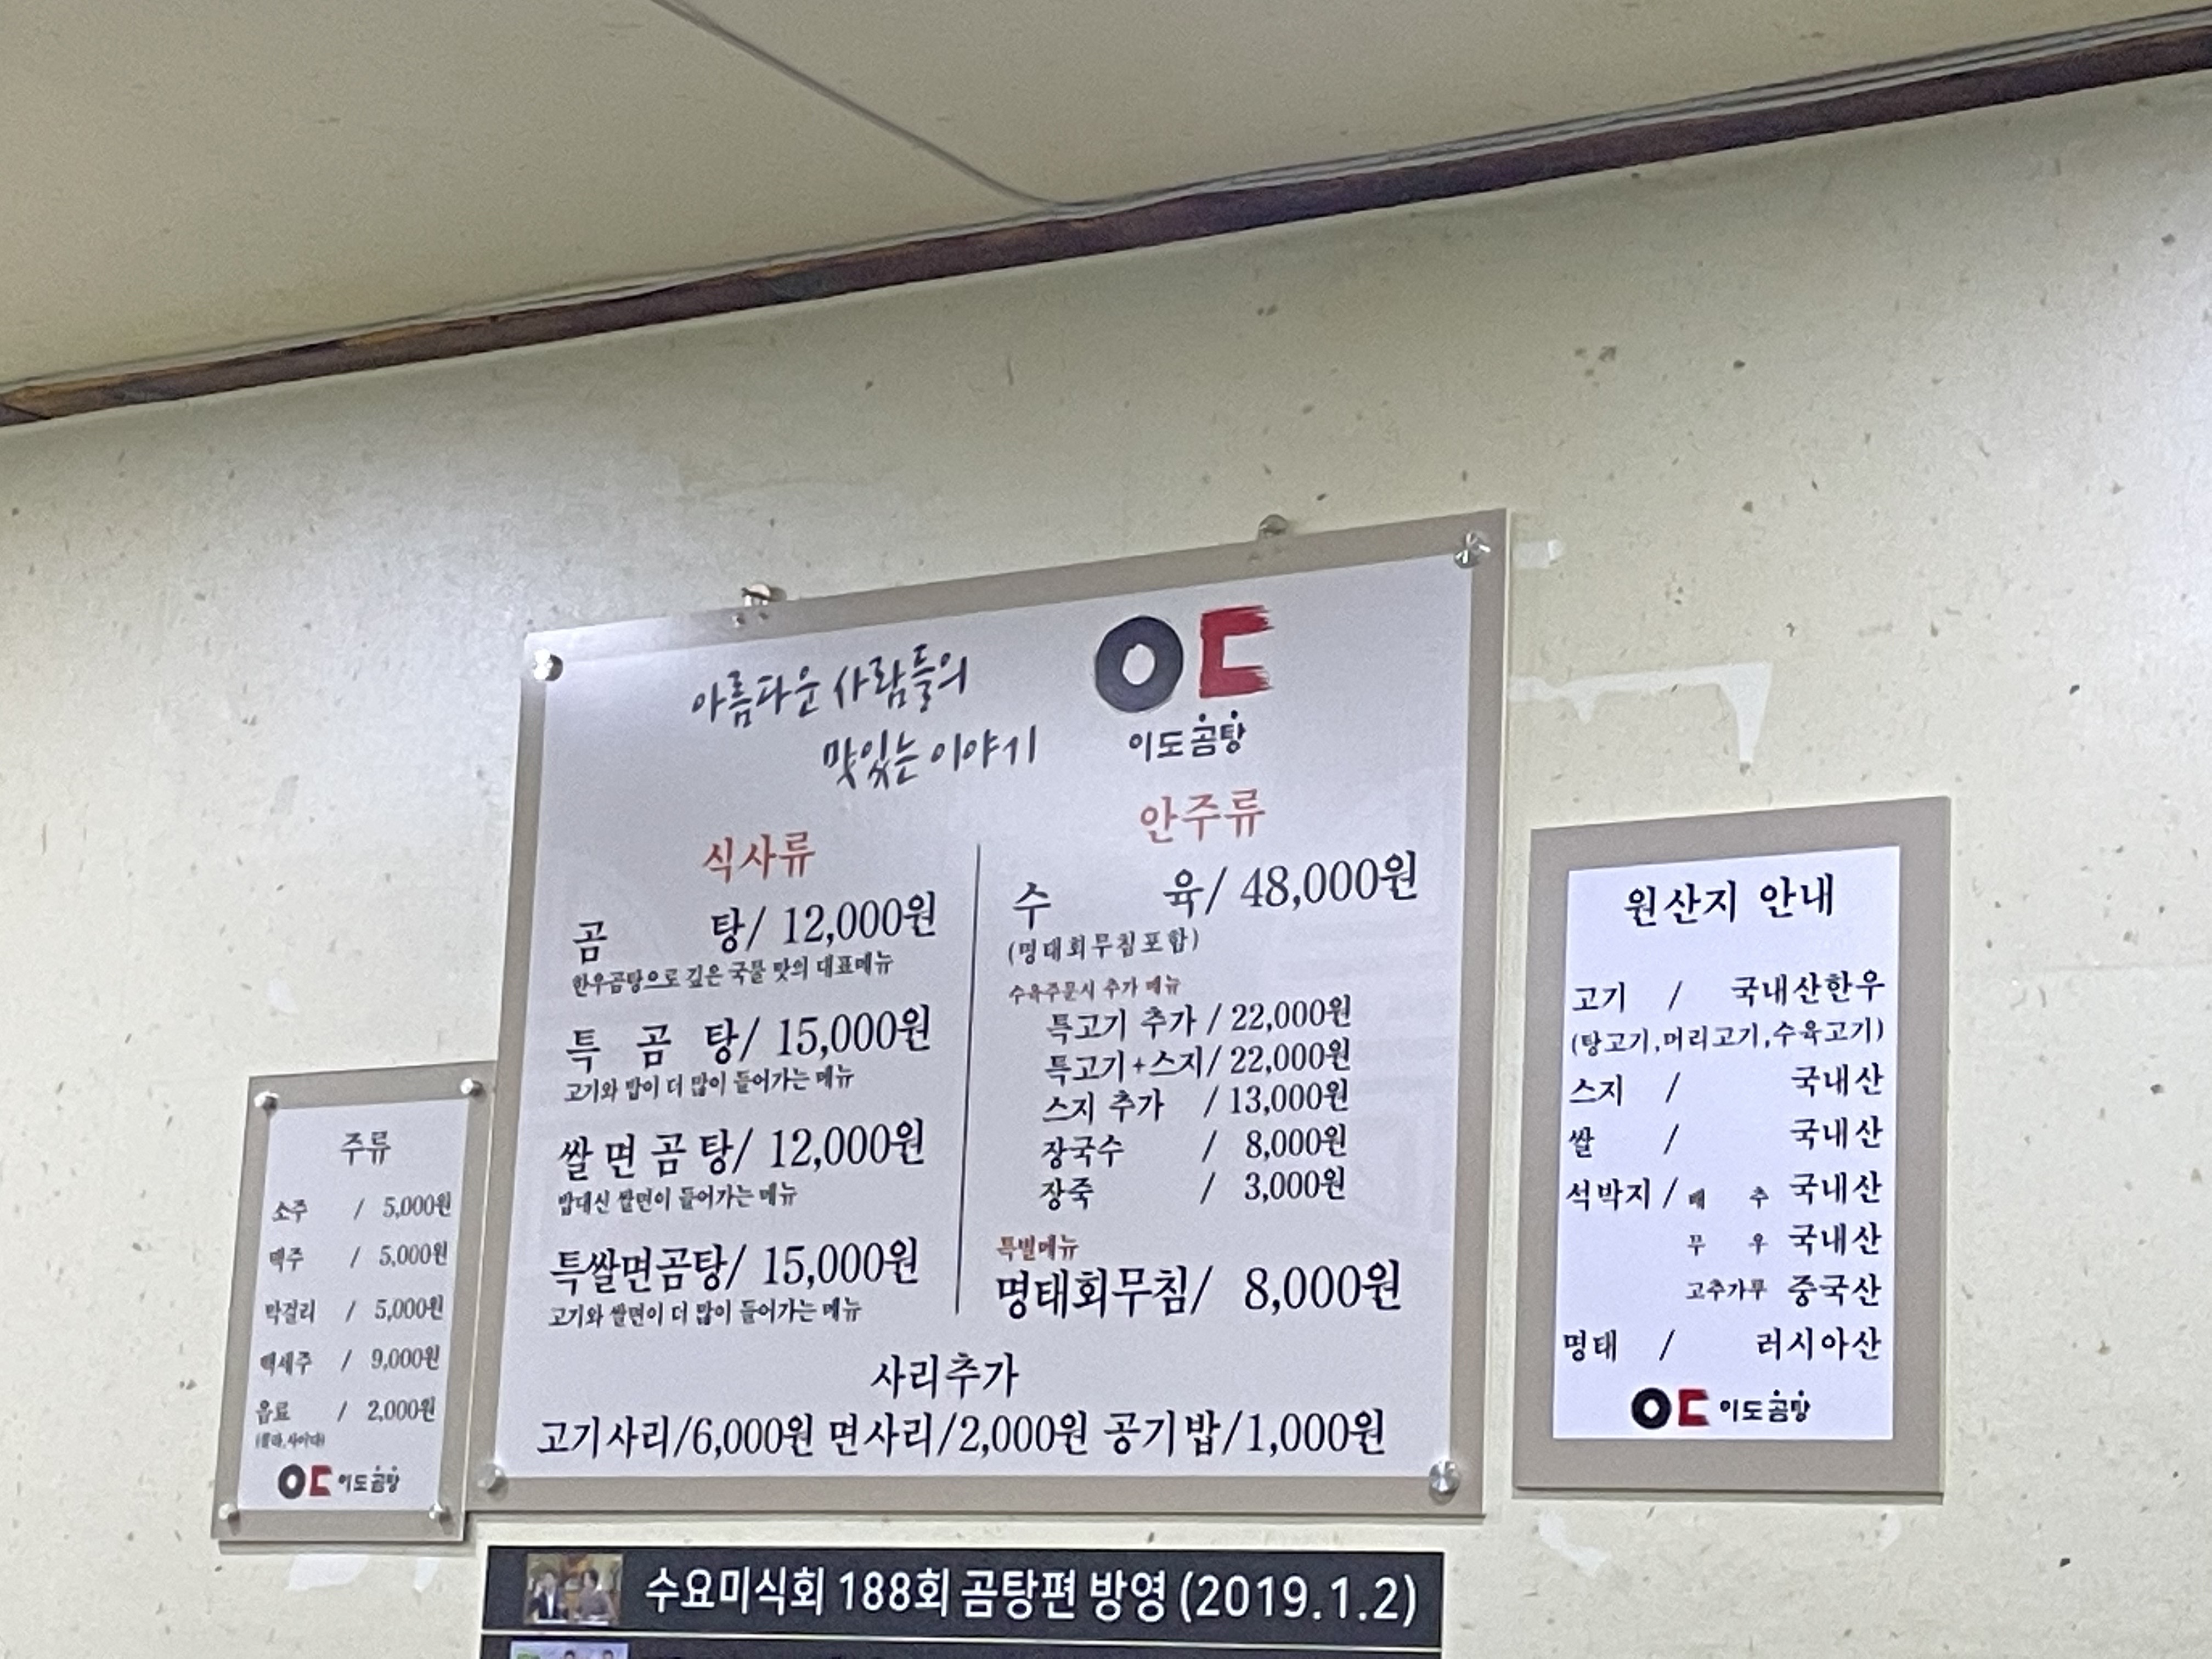 아름다운 사람들의
맛있는 이야기
이도곰탕
식사류
곰 탕/ 12,000원
한우곰탕으로 깊은 국물 맛의 대표메뉴
특 곰 탕/ 15,000원
고기와 밥이 더 많이 들어가는 메뉴
쌀 면 곰 탕/ 12,000원
밥대신 쌀면이 들어가는 메뉴
특쌀면곰탕/ 15,000원
고기와 쌀면이 더 많이 들어가는 메뉴
안주류
수 육/ 48,000원
(명태회무침포함)
수육주문시 추가 메뉴
특고기 추가 / 22,000원
특고기+스지/ 22,000원
스지 추가 / 13,000원
장국수 / 8,000원
장죽 / 3,000원
특별메뉴
명태회무침/ 8,000원
사리추가
고기사리/6,000원 면사리/2,000원 공기밥/1,000원
주류
소주 / 5,000원
맥주 / 5,000원
막걸리 / 5,000원
백세주 / 9,000원
음료 / 2,000원
(콜라,사이다)
이도곰탕
원산지 안내
고기 / 국내산한우
(탕고기,머리고기,수육고기)
스지 / 국내산
쌀 / 국내산
석박지 / 배 추 국내산
무 우 국내산
고추가루 중국산
명태 / 러시아산
이도곰탕
수요미식회 188회 곰탕편 방영 (2019.1.2)